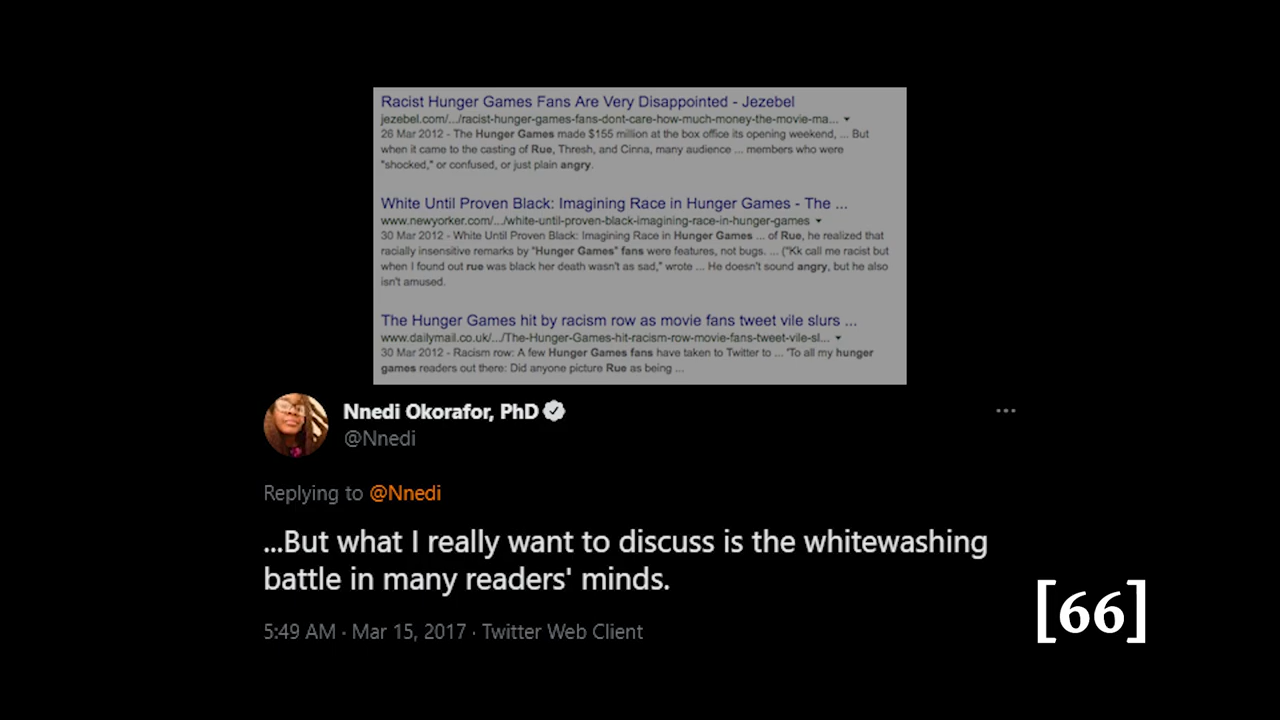 Racist Hunger Games Fans Are Very Disappointed - Jezebel
jezebel.com/.../racist-hunger-games-fans-dont-care-how-much-money-the-movie-ma...
26 Mar 2012 - The Hunger Games made $155 million at the box office its opening weekend, ... But
when it came to the casting of Rue, Thresh, and Cinna, many audience ... members who were
"shocked," or confused, or just plain angry.
White Until Proven Black: Imagining Race in Hunger Games - The ...
www.newyorker.com/.../white-until-proven-black-imagining-race-in-hunger-games
30 Mar 2012 - White Until Proven Black: Imagining Race in Hunger Games ... of Rue, he realized that
racially insensitive remarks by "Hunger Games" fans were features, not bugs. ... ("Kk call me racist but
when I found out rue was black her death wasn't as sad," wrote ... He doesn't sound angry, but he also
isn't amused.
The Hunger Games hit by racism row as movie fans tweet vile slurs ...
www.dailymail.co.uk/.../The-Hunger-Games-hit-racism-row-movie-fans-tweet-vile-sl...
30 Mar 2012 - Racism row: A few Hunger Games fans have taken to Twitter to ... 'To all my hunger
games readers out there: Did anyone picture Rue as being ...
Nnedi Okorafor, PhD
@Nnedi
Replying to @Nnedi
...But what I really want to discuss is the whitewashing
battle in many readers' minds.
[66]
5:49 AM · Mar 15, 2017 · Twitter Web Client